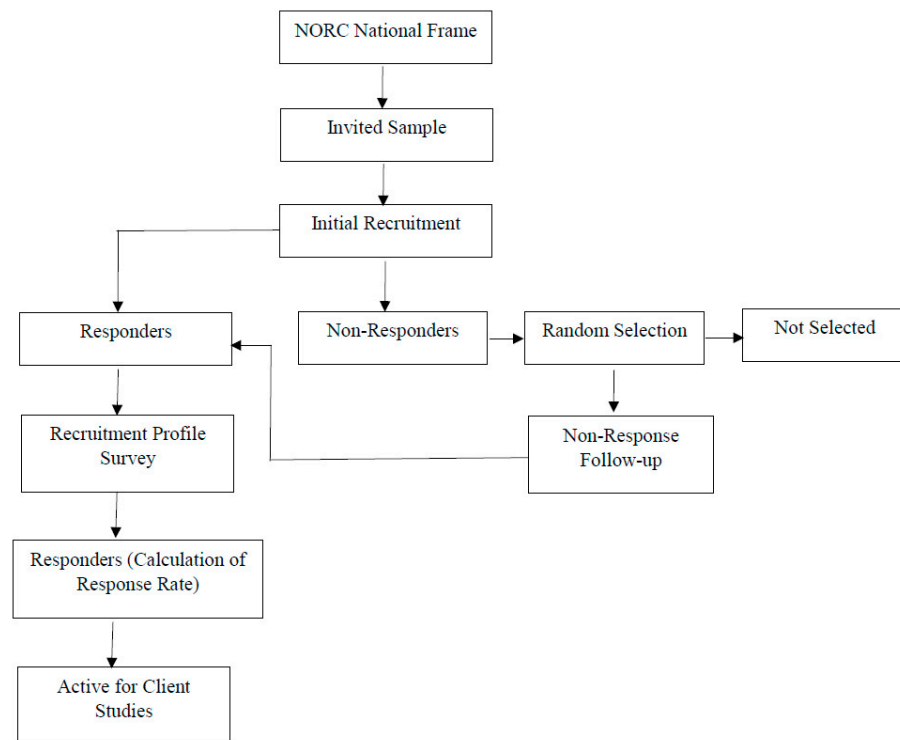 NORC National Frame
Invited Sample
Initial Recruitment
Responders
Non-Responders
Random Selection
Not Selected
Recruitment Profile
Survey
Non-Response
Follow-up
Responders (Calculation of
Response Rate)
Active for Client
Studies